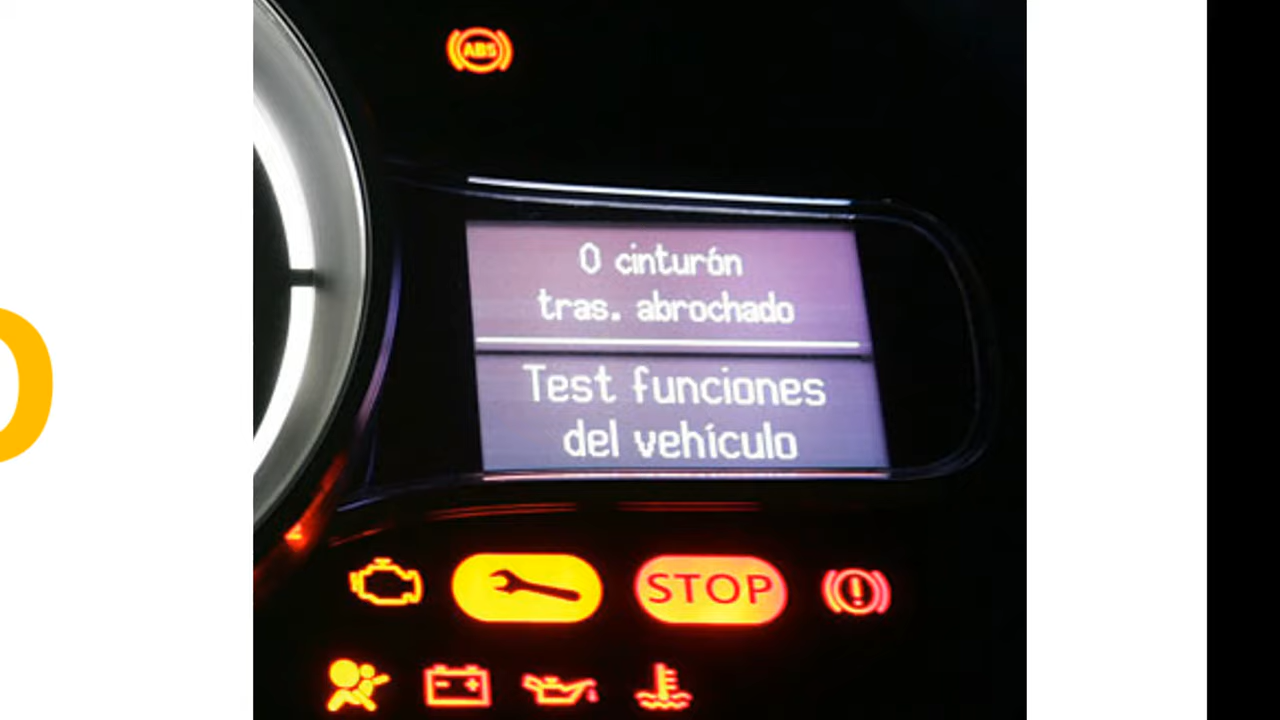 ABS
0 cinturón
tras. abrochado
Test funciones
del vehículo
STOP